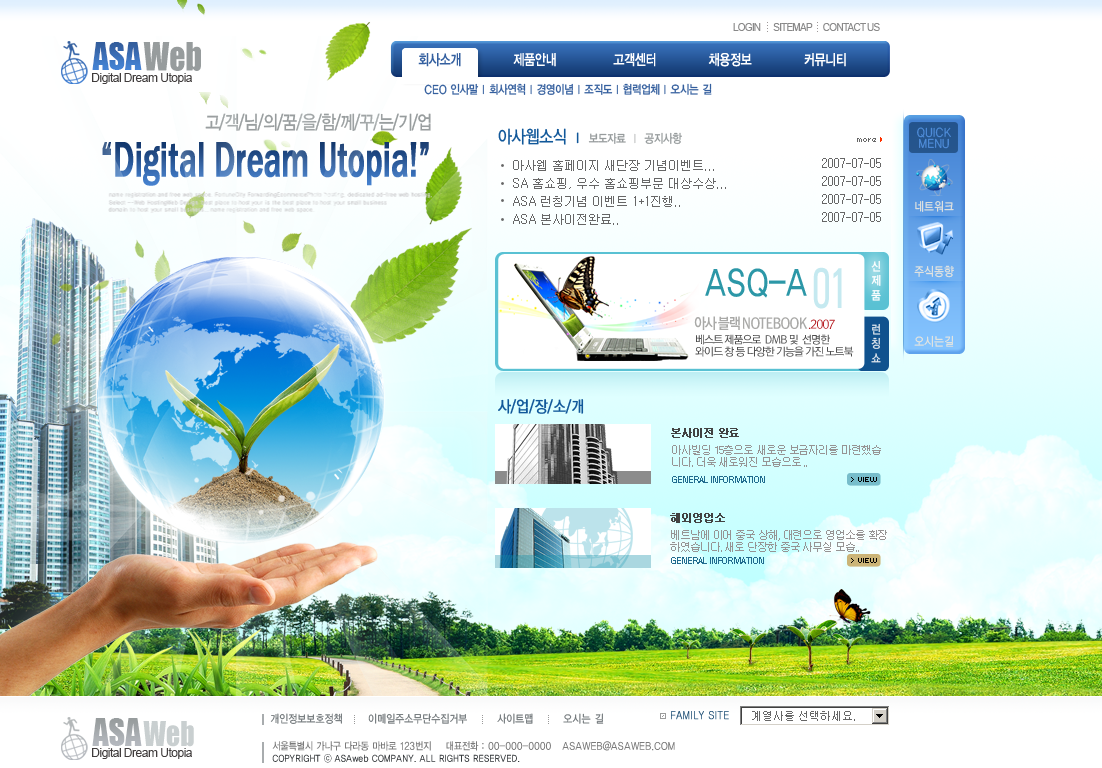 LOGIN
SITEMAP
CONTACT US
ASAWeb
Digital Dream Utopia
회사소개
제품안내
고객센터
채용정보
커뮤니티
CEO 인사말 | 회사연혁 | 경영이념 | 조직도 | 협력업체 | 오시는 길
고/객/님/의/꿈/을/함/께/꾸/는/기/업
“Digital Dream Utopia!”
아사웹소식 | 보도자료 | 공지사항
more
아사웹 홈페이지 새단장 기념이벤트... 2007-07-05
SA 홈쇼핑, 우수 홈쇼핑부문 대상수상... 2007-07-05
ASA 런칭기념 이벤트 1+1진행.. 2007-07-05
ASA 본사이전완료.. 2007-07-05
QUICK
MENU
네트워크
주식동향
오시는길
ASQ-A 01
아사 블랙 NOTEBOOK .2007
베스트 제품으로 DMB 및 선명한
와이드 창 등 다양한 기능을 가진 노트북
신제품
런칭쇼
사/업/장/소/개
본사이전 완료
아사빌딩 15층으로 새로운 보금자리를 마련했습
니다. 더욱 새로워진 모습으로 ..
GENERAL INFORMATION
VIEW
해외영업소
베트남에 이어 중국 상해, 대련으로 영업소을 확장
하였습니다. 새로 단장한 중국 사무실 모습..
GENERAL INFORMATION
VIEW
ASAWeb
Digital Dream Utopia
개인정보보호정책
이메일주소무단수집거부
사이트맵
오시는 길
FAMILY SITE
계열사을 선택하세요.
서울특별시 가나구 다라동 마바로 123번지 대표전화 : 00-000-0000 ASAWEB@ASAWEB.COM
COPYRIGHT ⓒ ASAweb COMPANY. ALL RIGHTS RESERVED.